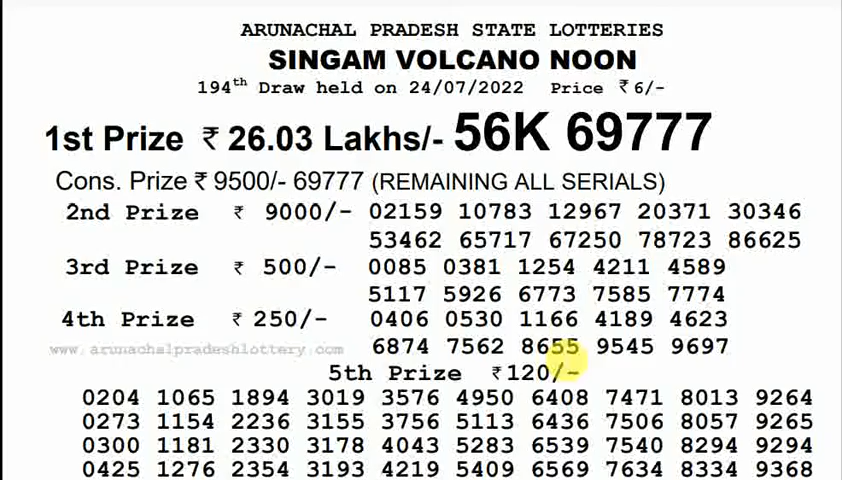 ARUNACHAL PRADESH STATE LOTTERIES
SINGAM VOLCANO NOON
194th Draw held on 24/07/2022 Price ₹ 6/-
1st Prize ₹ 26.03 Lakhs/- 56K 69777
Cons. Prize ₹ 9500/- 69777 (REMAINING ALL SERIALS)
2nd Prize ₹ 9000/- 02159 10783 12967 20371 30346
53462 65717 67250 78723 86625
3rd Prize ₹ 500/- 0085 0381 1254 4211 4589
5117 5926 6773 7585 7774
4th Prize ₹ 250/- 0406 0530 1166 4189 4623
www.arunachalpradeshlottery.com 6874 7562 8655 9545 9697
5th Prize ₹120/-
0204 1065 1894 3019 3576 4950 6408 7471 8013 9264
0273 1154 2236 3155 3756 5113 6436 7506 8057 9265
0300 1181 2330 3178 4043 5283 6539 7540 8294 9294
0425 1276 2354 3193 4219 5409 6569 7634 8334 9368